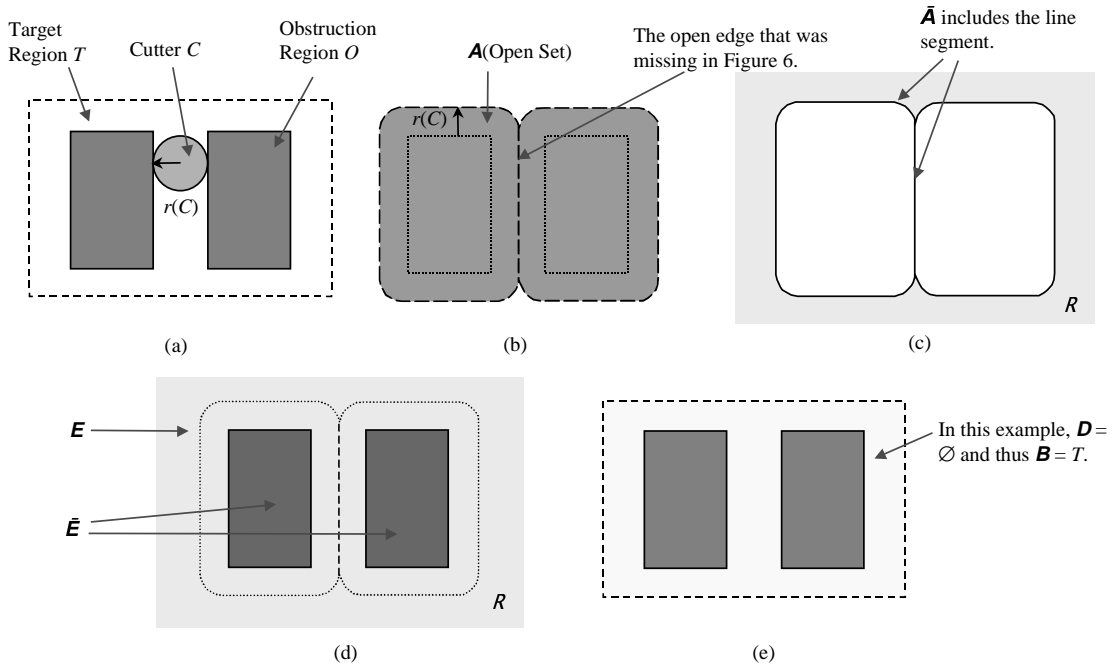 Target
Region T
Cutter C
Obstruction
Region O
r(C)
(a)
A(Open Set)
r(C)
The open edge that was
missing in Figure 6.
(b)
Ā includes the line
segment.
R
(c)
E
Ē
R
(d)
In this example, D =
∅ and thus B = T.
(e)